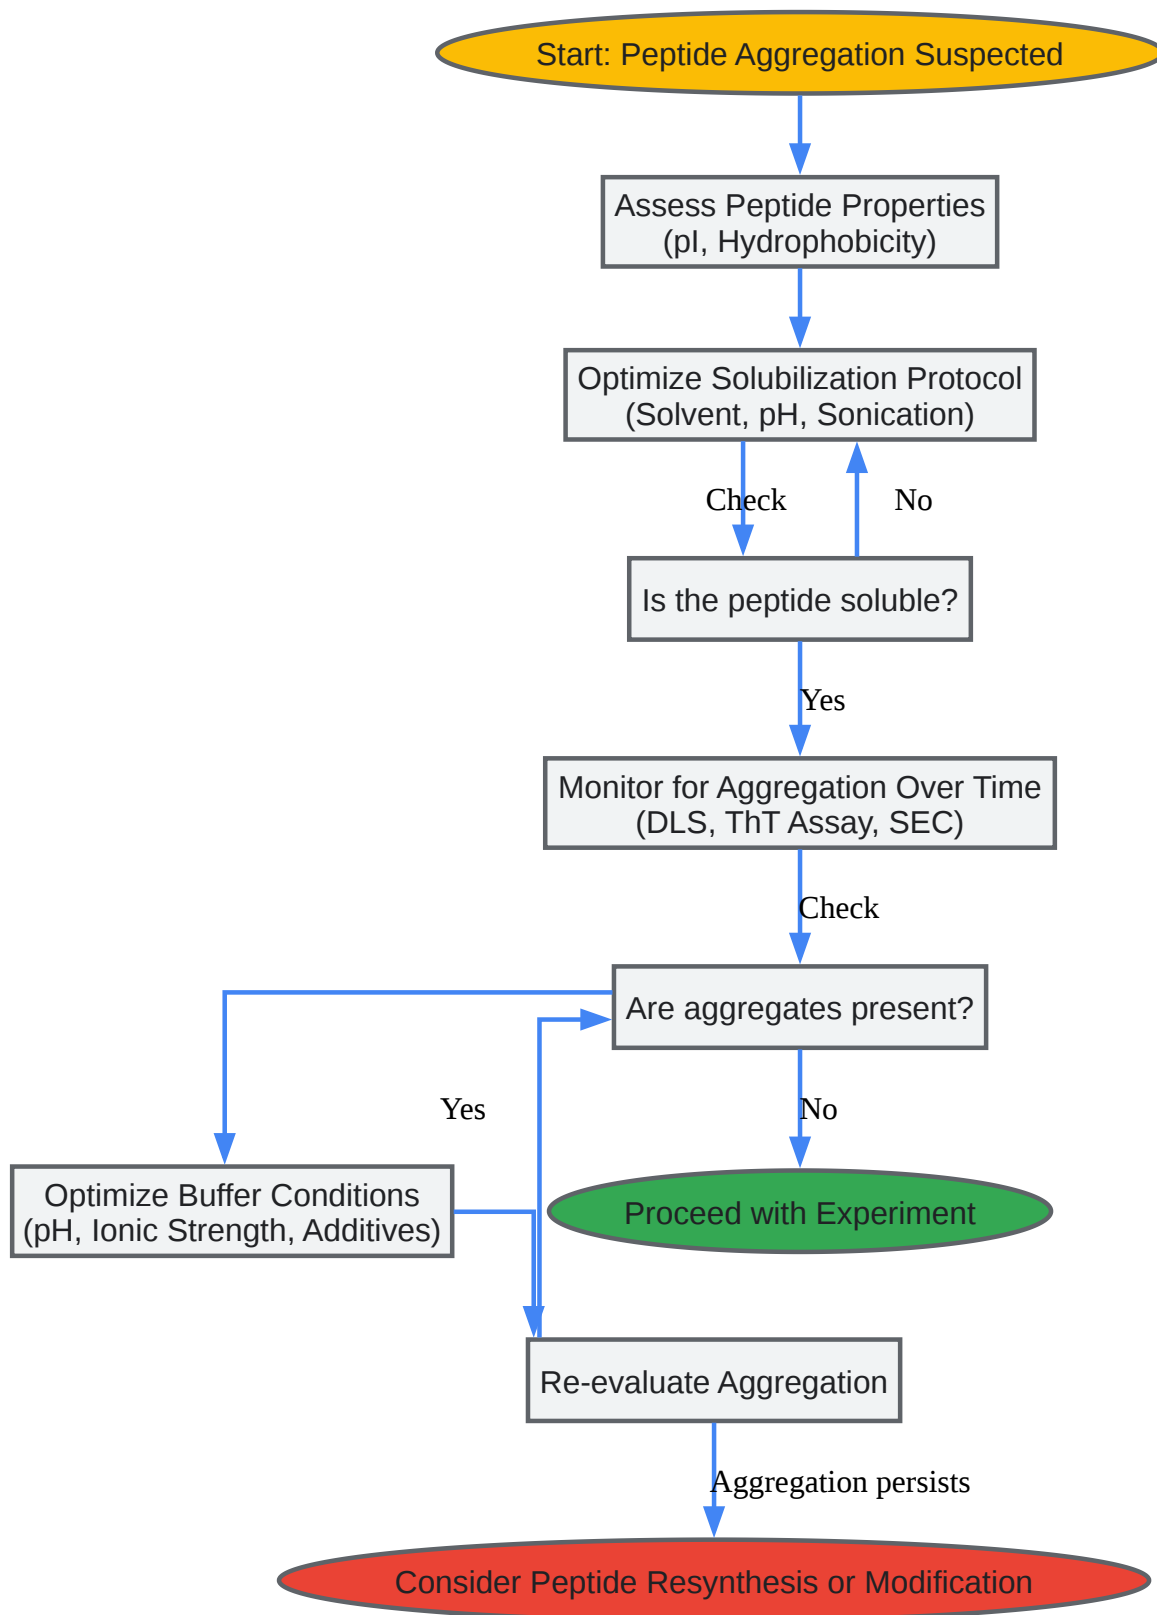 Start: Peptide Aggregation Suspected
Assess Peptide Properties
(pI, Hydrophobicity)
Optimize Solubilization Protocol
(Solvent, pH, Sonication)
Check
No
Is the peptide soluble?
Yes
Monitor for Aggregation Over Time
(DLS, ThT Assay, SEC)
Check
Are aggregates present?
Yes
No
Optimize Buffer Conditions
(pH, Ionic Strength, Additives)
Proceed with Experiment
Re-evaluate Aggregation
Aggregation persists
Consider Peptide Resynthesis or Modification